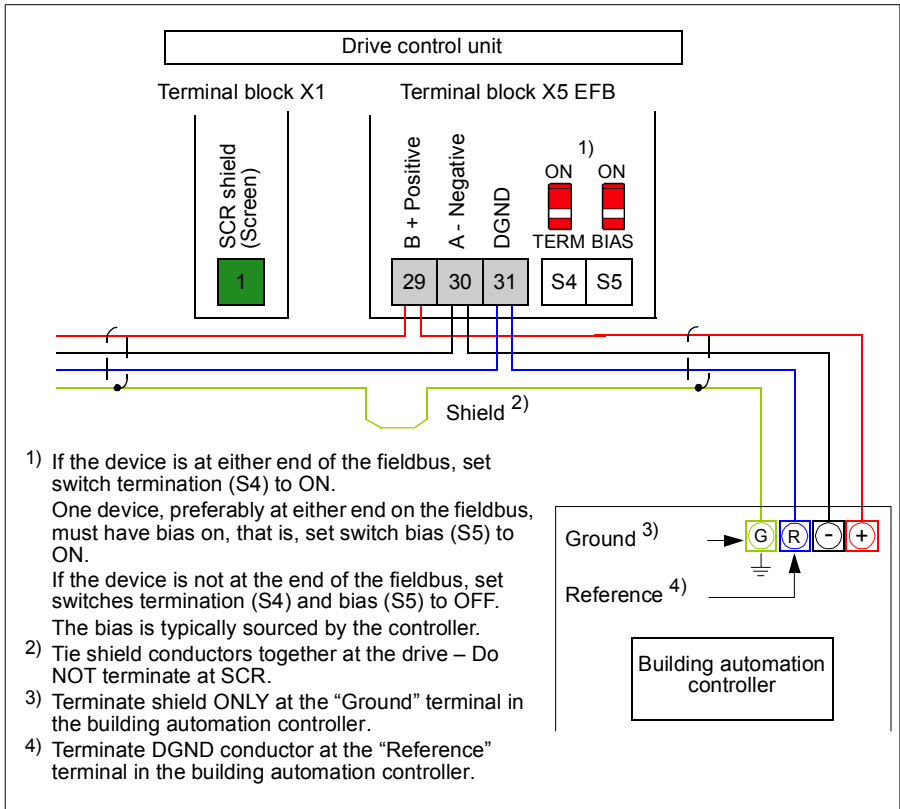 Drive control unit
Terminal block X1
Terminal block X5 EFB
SCR shield
(Screen)
1
B + Positive
A - Negative
DGND
1)
ON ON
TERM BIAS
29 30 31 S4 S5
Shield 2)
1) If the device is at either end of the fieldbus, set
switch termination (S4) to ON.
One device, preferably at either end on the fieldbus,
must have bias on, that is, set switch bias (S5) to
ON.
If the device is not at the end of the fieldbus, set
switches termination (S4) and bias (S5) to OFF.
The bias is typically sourced by the controller.
2) Tie shield conductors together at the drive – Do
NOT terminate at SCR.
3) Terminate shield ONLY at the “Ground” terminal in
the building automation controller.
4) Terminate DGND conductor at the “Reference”
terminal in the building automation controller.
Ground 3)
G R - +
Reference 4)
Building automation
controller